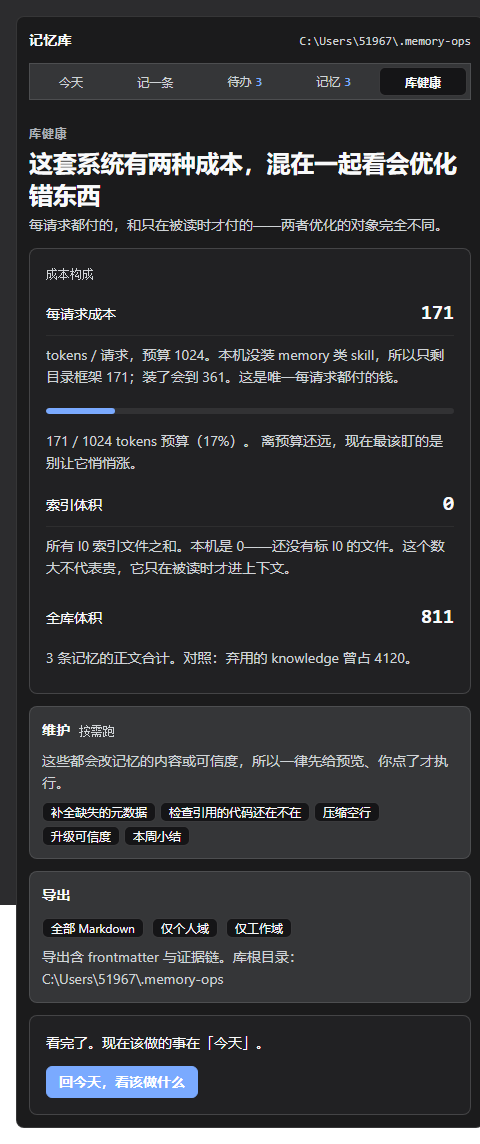 记忆库
C:\Users\51967\.memory-ops
今天 记一条 待办 3 记忆 3 库健康
库健康
这套系统有两种成本，混在一起看会优化
错东西
每请求都付的，和只在被读时才付的——两者优化的对象完全不同。
成本构成
每请求成本 171
tokens / 请求，预算 1024。本机没装 memory 类 skill，所以只剩
目录框架 171；装了会到 361。这是唯一每请求都付的钱。
171 / 1024 tokens 预算（17%）。 离预算还远，现在最该盯的是
别让它悄悄涨。
索引体积 0
所有 l0 索引文件之和。本机是 0——还没有标 l0 的文件。这个数
大不代表贵，它只在被读时才进上下文。
全库体积 811
3 条记忆的正文合计。对照：弃用的 knowledge 曾占 4120。
维护 按需跑
这些都会改记忆的内容或可信度，所以一律先给预览、你点了才执
行。
补全缺失的元数据 检查引用的代码还在不在 压缩空行
升级可信度 本周小结
导出
全部 Markdown 仅个人域 仅工作域
导出含 frontmatter 与证据链。库根目录：
C:\Users\51967\.memory-ops
看完了。现在该做的事在「今天」。
回今天，看该做什么